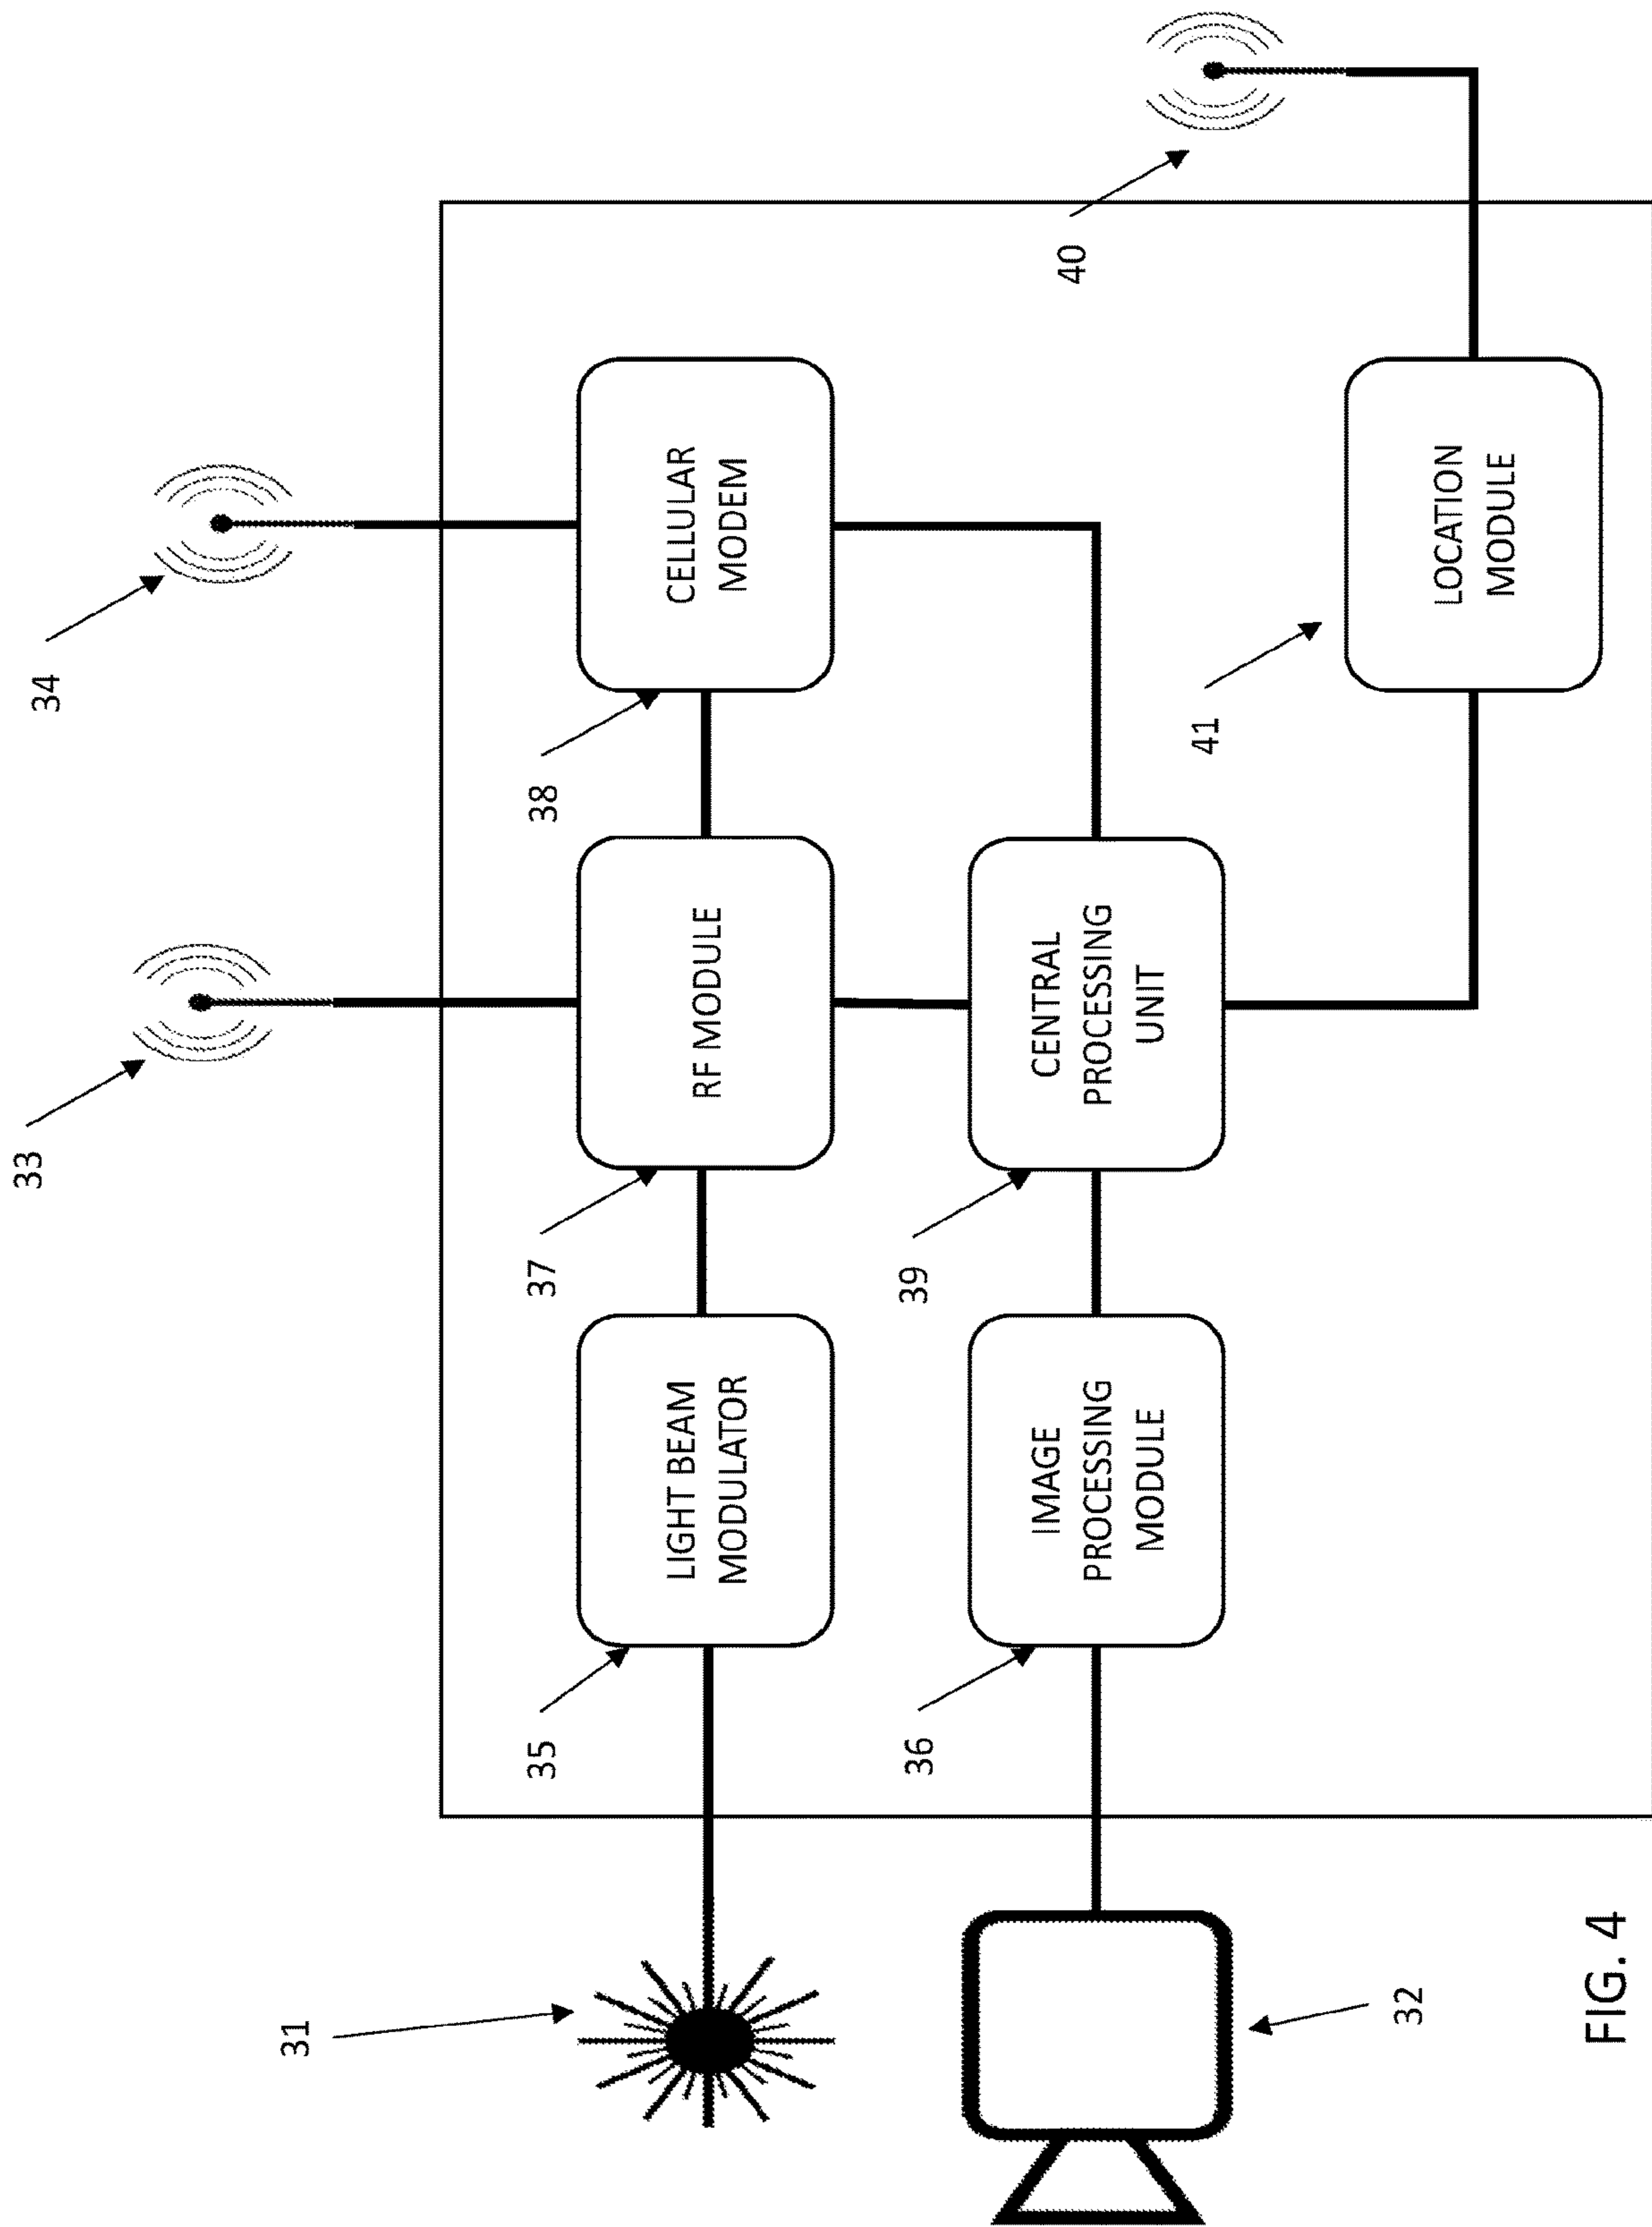 33
34
31
35
LIGHT BEAM
MODULATOR
37
RF MODULE
38
CELLULAR
MODEM
36
IMAGE
PROCESSING
MODULE
39
CENTRAL
PROCESSING
UNIT
40
32
41
LOCATION
MODULE
FIG. 4